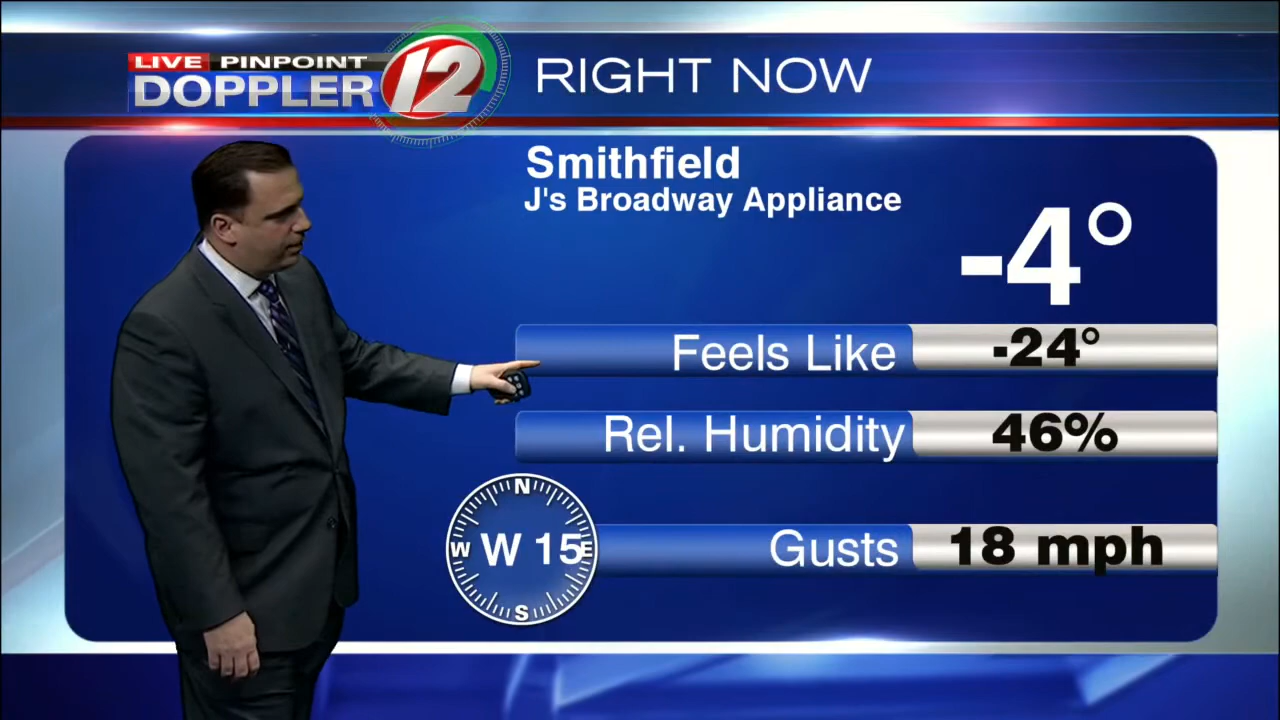 LIVE PINPOINT
DOPPLER 12
RIGHT NOW
Smithfield
J's Broadway Appliance
-4°
Feels Like -24°
Rel. Humidity 46%
N
W W 15 E
S
Gusts 18 mph